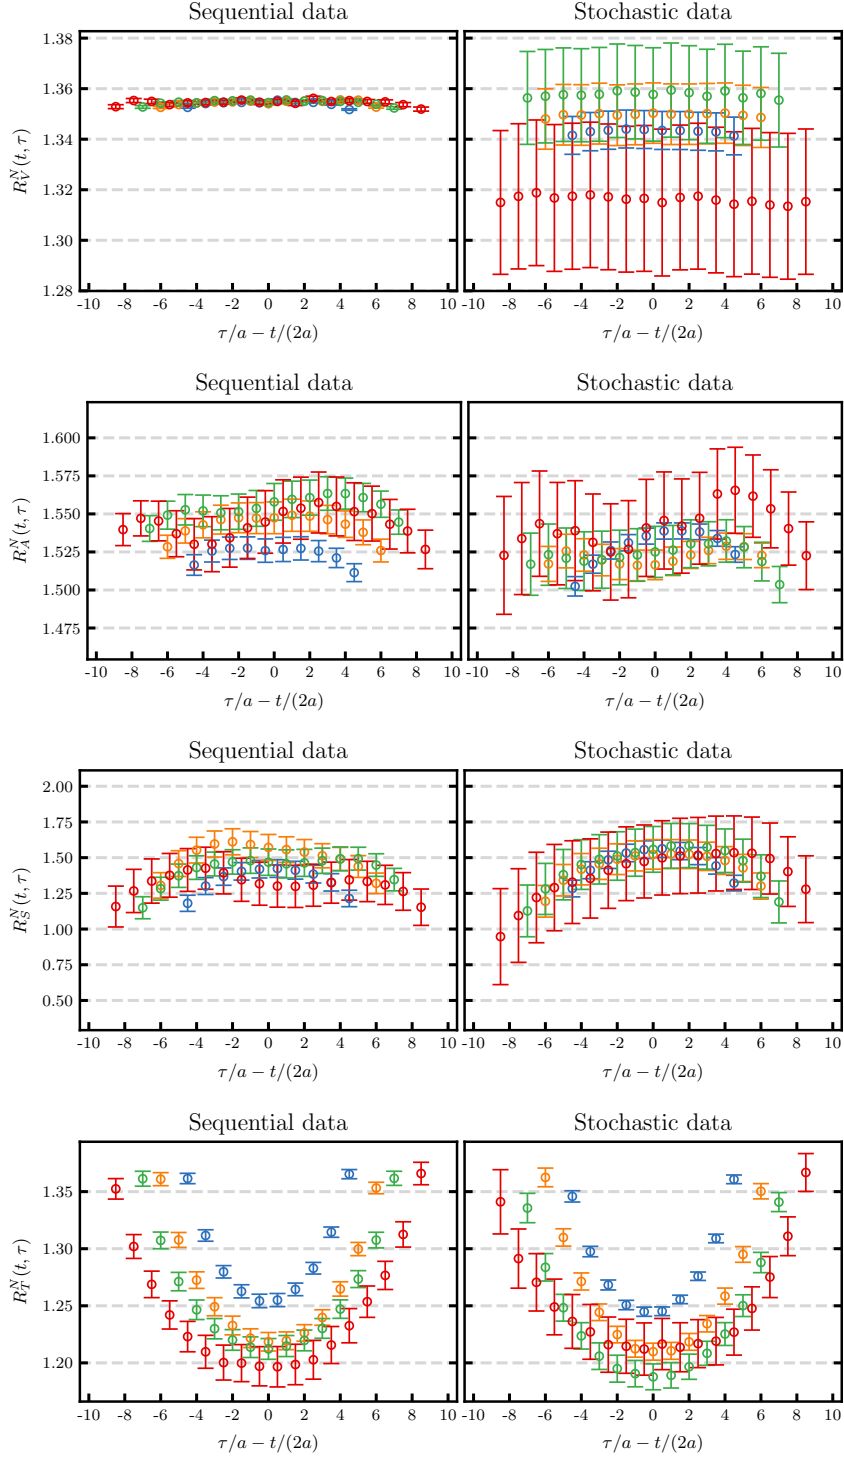 Sequential data
Stochastic data
R_V^N(t, τ)
1.38
1.36
1.34
1.32
1.30
1.28
-10 -8 -6 -4 -2 0 2 4 6 8 10
-10 -8 -6 -4 -2 0 2 4 6 8 10
τ/a − t/(2a)
τ/a − t/(2a)
Sequential data
Stochastic data
R_A^N(t, τ)
1.600
1.575
1.550
1.525
1.500
1.475
-10 -8 -6 -4 -2 0 2 4 6 8 10
-10 -8 -6 -4 -2 0 2 4 6 8 10
τ/a − t/(2a)
τ/a − t/(2a)
Sequential data
Stochastic data
R_S^N(t, τ)
2.00
1.75
1.50
1.25
1.00
0.75
0.50
-10 -8 -6 -4 -2 0 2 4 6 8 10
-10 -8 -6 -4 -2 0 2 4 6 8 10
τ/a − t/(2a)
τ/a − t/(2a)
Sequential data
Stochastic data
R_T^N(t, τ)
1.35
1.30
1.25
1.20
-10 -8 -6 -4 -2 0 2 4 6 8 10
-10 -8 -6 -4 -2 0 2 4 6 8 10
τ/a − t/(2a)
τ/a − t/(2a)